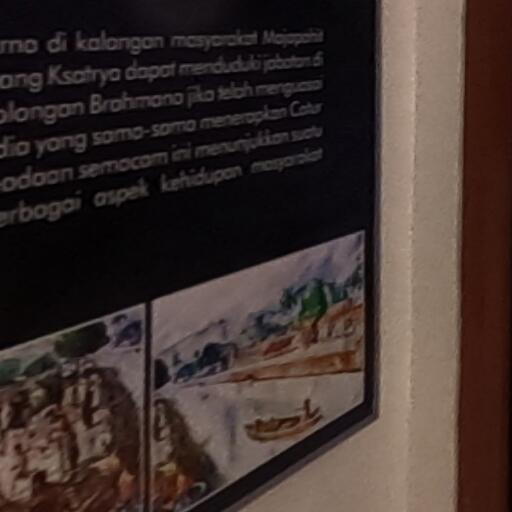 rna di kalangan masyarakat Majapahit
ang Ksatrya dapat menduduki jabatan di
alangan Brahmana jika telah menguasai
dia yang sama-sama menerapkan Catur
eadaan semacam ini menunjukkan suatu
erbagai aspek kehidupan masyarakat